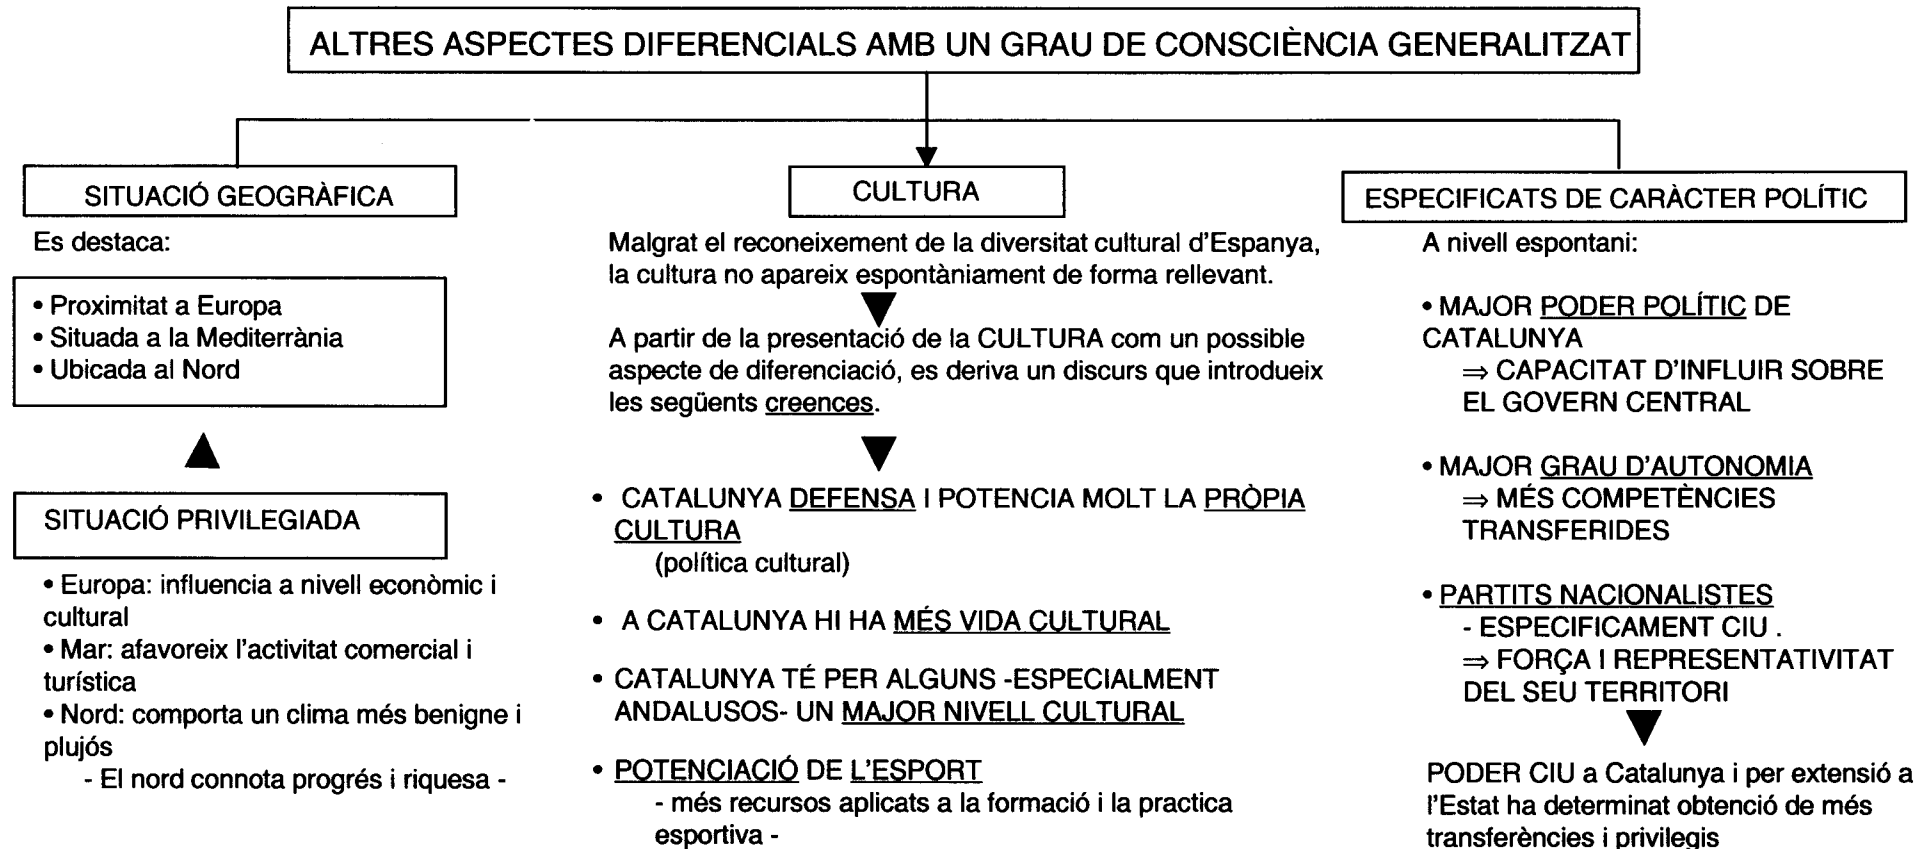 ALTRES ASPECTES DIFERENCIALS AMB UN GRAU DE CONSCIÈNCIA GENERALITZAT
SITUACIÓ GEOGRÀFICA
Es destaca:
• Proximitat a Europa
• Situada a la Mediterrània
• Ubicada al Nord
SITUACIÓ PRIVILEGIADA
• Europa: influencia a nivell econòmic i
cultural
• Mar: afavoreix l'activitat comercial i
turística
• Nord: comporta un clima més benigne i
plujós
- El nord connota progrés i riquesa -
CULTURA
Malgrat el reconeixement de la diversitat cultural d'Espanya,
la cultura no apareix espontàniament de forma rellevant.
A partir de la presentació de la CULTURA com un possible
aspecte de diferenciació, es deriva un discurs que introdueix
les següents creences.
• CATALUNYA DEFENSA I POTENCIA MOLT LA PRÒPIA
CULTURA
(política cultural)
• A CATALUNYA HI HA MÉS VIDA CULTURAL
• CATALUNYA TÉ PER ALGUNS -ESPECIALMENT
ANDALUSOS- UN MAJOR NIVELL CULTURAL
• POTENCIACIÓ DE L'ESPORT
- més recursos aplicats a la formació i la practica
esportiva -
ESPECIFICATS DE CARÀCTER POLÍTIC
A nivell espontani:
• MAJOR PODER POLÍTIC DE
CATALUNYA
⇒ CAPACITAT D'INFLUIR SOBRE
EL GOVERN CENTRAL
• MAJOR GRAU D'AUTONOMIA
⇒ MÉS COMPETÈNCIES
TRANSFERIDES
• PARTITS NACIONALISTES
- ESPECIFICAMENT CIU .
⇒ FORÇA I REPRESENTATIVITAT
DEL SEU TERRITORI
PODER CIU a Catalunya i per extensió a
l'Estat ha determinat obtenció de més
transferències i privilegis